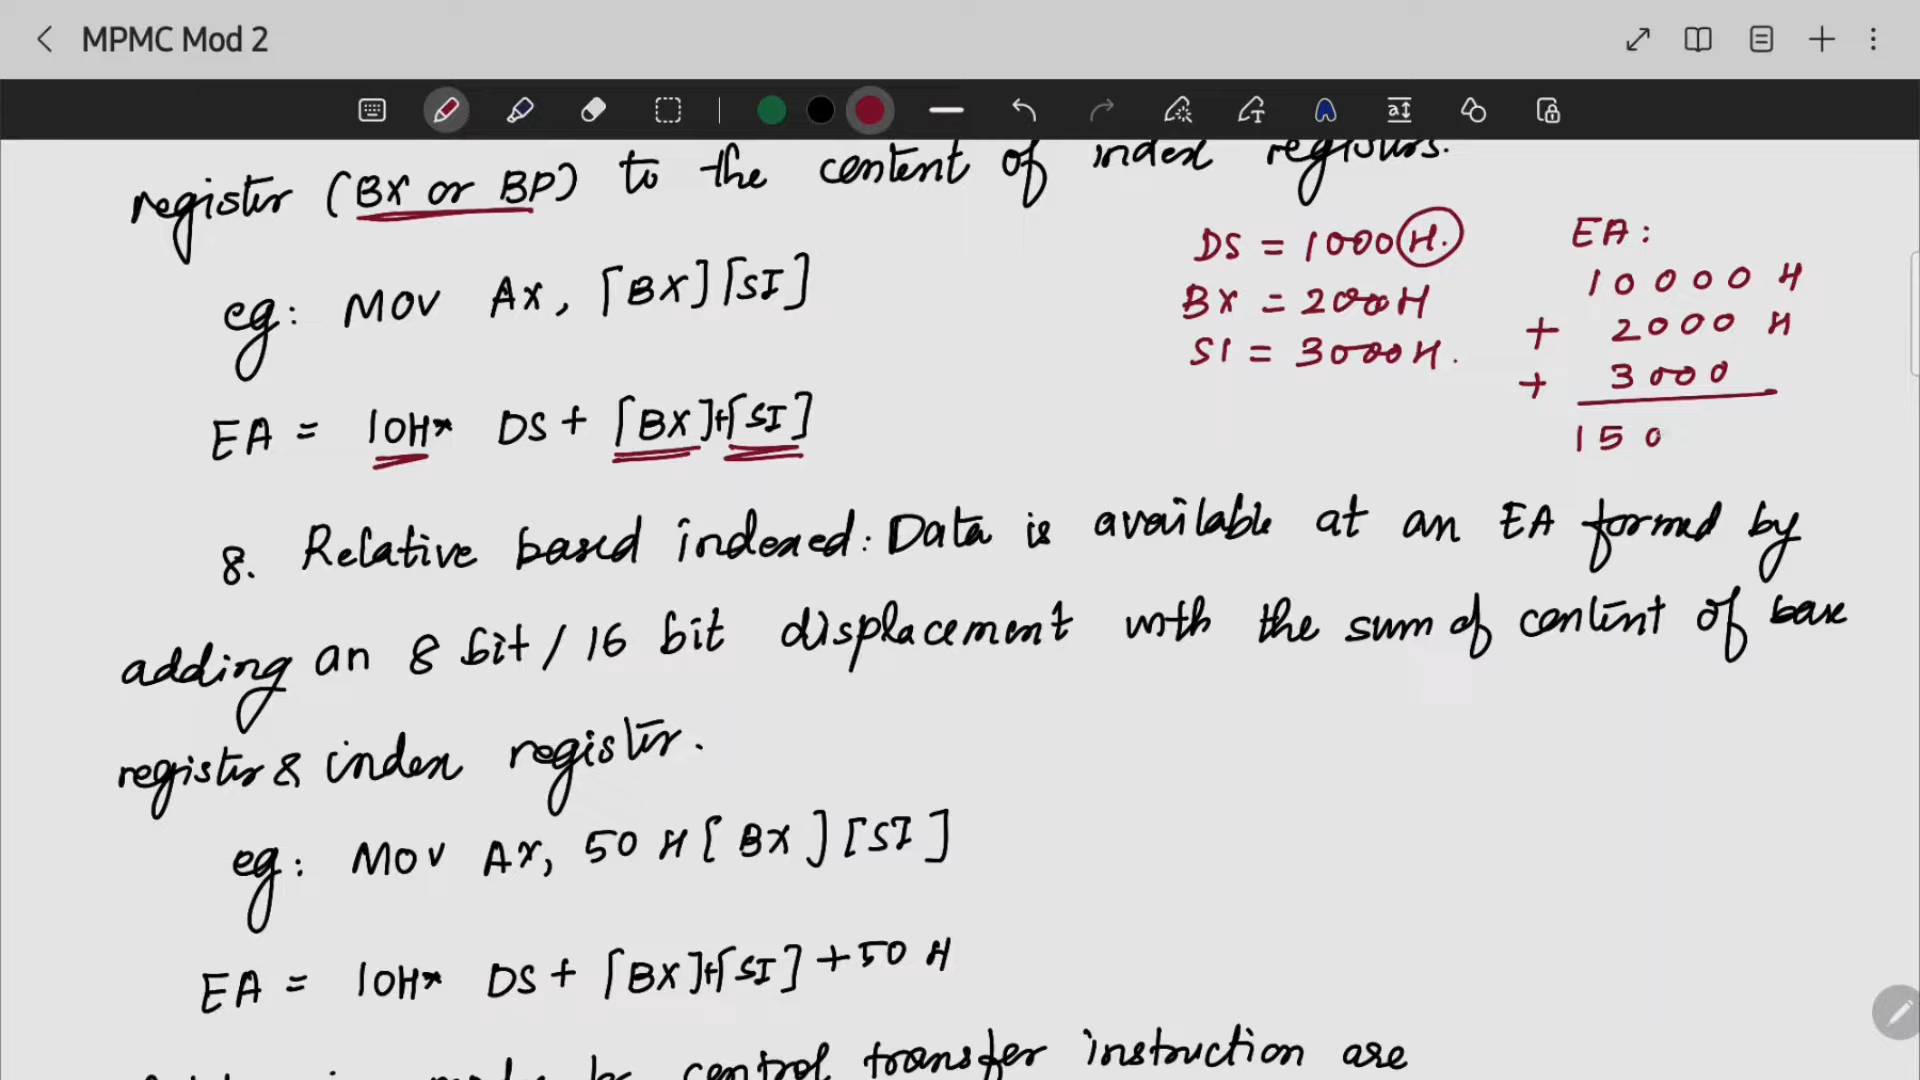 MPMC Mod 2
register (BX or BP) to the content of index registers.
eg: MOV AX, [BX][SI]
EA = 10H* DS + [BX]+[SI]
DS = 1000H.
BX = 2000H
SI = 3000H.
EA:
10000 H
+ 2000 H
+ 3000
150
8. Relative based indexed: Data is available at an EA formed by
adding an 8 bit/16 bit displacement with the sum of content of base
register & index register.
eg: MOV AX, 50 H[BX][SI]
EA = 10H* DS + [BX]+[SI] +50 H
control transfer instruction are